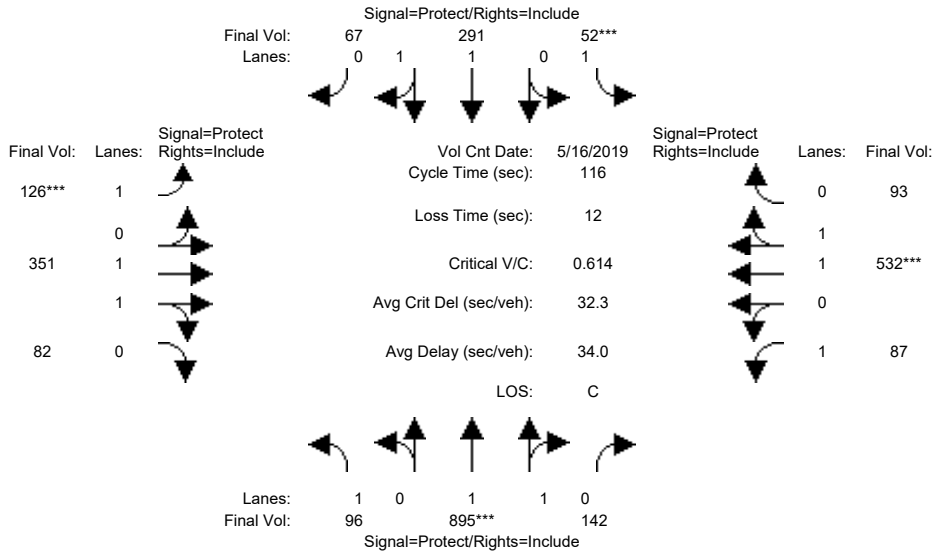 Signal=Protect/Rights=Include
Final Vol: 67 291 52***
Lanes: 0 1 1 0 1
Signal=Protect
Final Vol: Lanes: Rights=Include
Vol Cnt Date: 5/16/2019
Signal=Protect
Rights=Include Lanes: Final Vol:
Cycle Time (sec): 116
126*** 1
0 93
Loss Time (sec): 12
0
1
351 1
Critical V/C: 0.614
1 532***
1
Avg Crit Del (sec/veh): 32.3
0
82 0
Avg Delay (sec/veh): 34.0
1 87
LOS: C
Lanes: 1 0 1 1 0
Final Vol: 96 895*** 142
Signal=Protect/Rights=Include